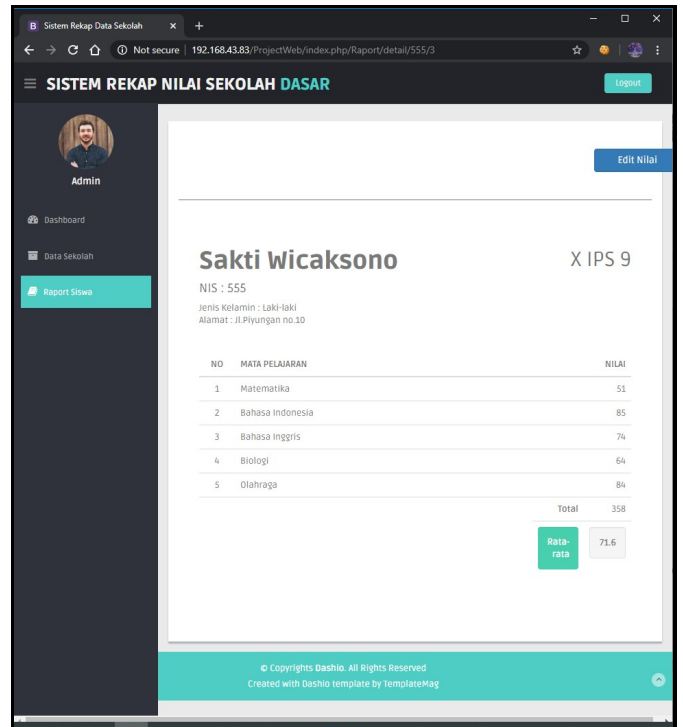 Sistem Rekap Data Sekolah
Not secure | 192.168.43.83/ProjectWeb/index.php/Raport/detail/555/3
SISTEM REKAP NILAI SEKOLAH DASAR
Logout
Admin
Dashboard
Data Sekolah
Raport Siswa
Edit Nilai
Sakti Wicaksono
X IPS 9
NIS : 555
Jenis Kelamin : Laki-laki
Alamat : Jl.Piyungan no.10
NO MATA PELAJARAN NILAI
1 Matematika 51
2 Bahasa Indonesia 85
3 Bahasa Inggris 74
4 Biologi 64
5 Olahraga 84
Total 358
Rata-
rata
71.6
© Copyrights Dashio. All Rights Reserved
Created with Dashio template by TemplateMag